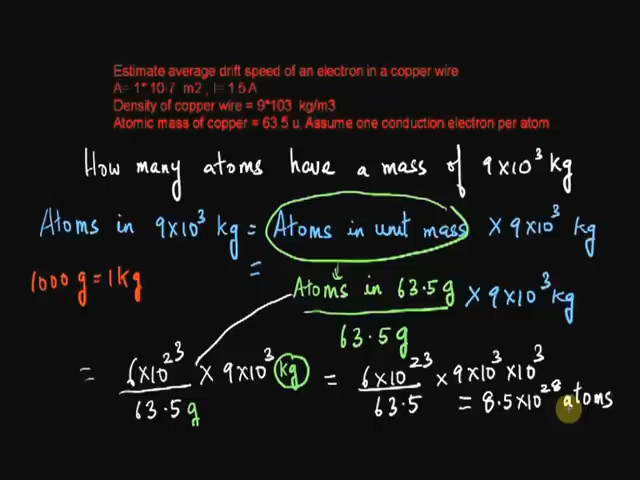 Estimate average drift speed of an electron in a copper wire
A= 1* 10-7 m2 , I= 1.5 A
Density of copper wire = 9*103 kg/m3
Atomic mass of copper = 63.5 u. Assume one conduction electron per atom
How many atoms have a mass of 9×10³ kg
Atoms in 9×10³ kg = Atoms in unit mass × 9×10³ kg
1000 g = 1kg
= Atoms in 63.5g / 63.5g × 9×10³ kg
= 6×10²³ / 63.5 g × 9×10³ kg = 6×10²³ / 63.5 × 9×10³ × 10³
= 8.5×10²⁸ atoms